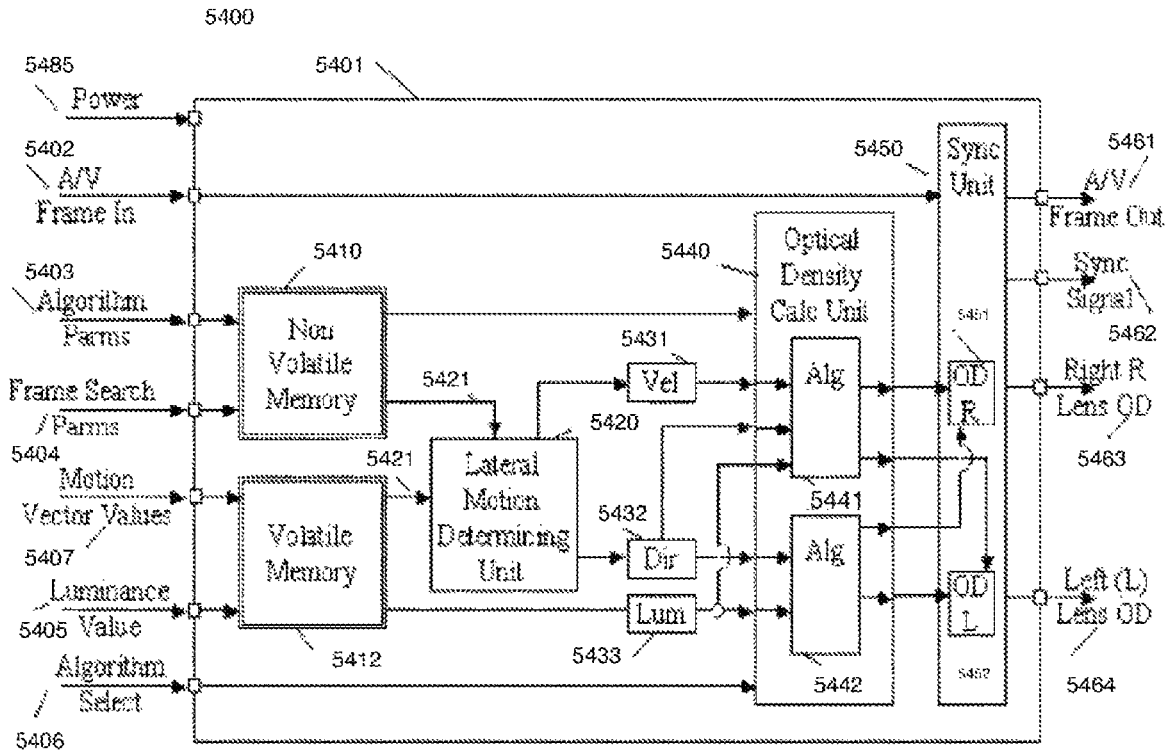 5400
5485
Power
5401
5402
A/V
Frame In
5450
Sync
Unit
5461
A/V
Frame Out
5403
Algorithm
Parms
5410
Non
Volatile
Memory
5440
Optical
Density
Calc Unit
Sync
Signal
5462
Frame Search
/ Parms
5404
5421
5431
Vel
5420
Alg
5441
5451
OD
R
Right R
Lens OD
5463
Motion
Vector Values
5407
Volatile
Memory
5412
5421
Lateral
Motion
Determining
Unit
5432
Dir
Alg
5442
Luminance
Value
5405
Lum
5433
OD
L
5452
Left (L)
Lens OD
5464
Algorithm
Select
5406